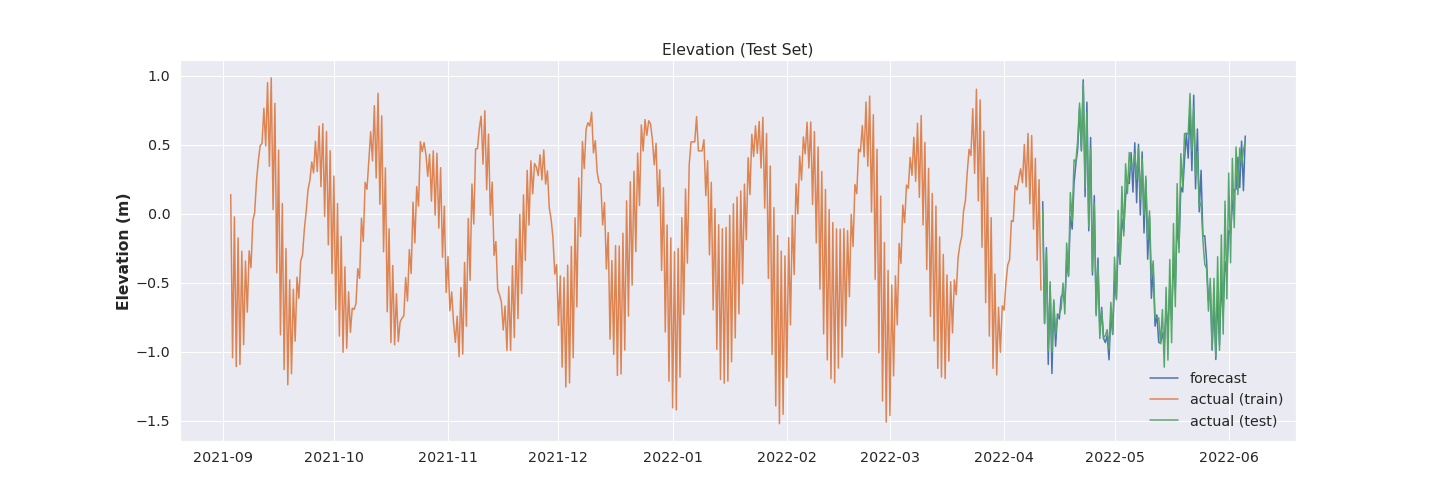 Elevation (Test Set)
Elevation (m)
1.0
0.5
0.0
−0.5
−1.0
−1.5
2021-09 2021-10 2021-11 2021-12 2022-01 2022-02 2022-03 2022-04 2022-05 2022-06
forecast
actual (train)
actual (test)